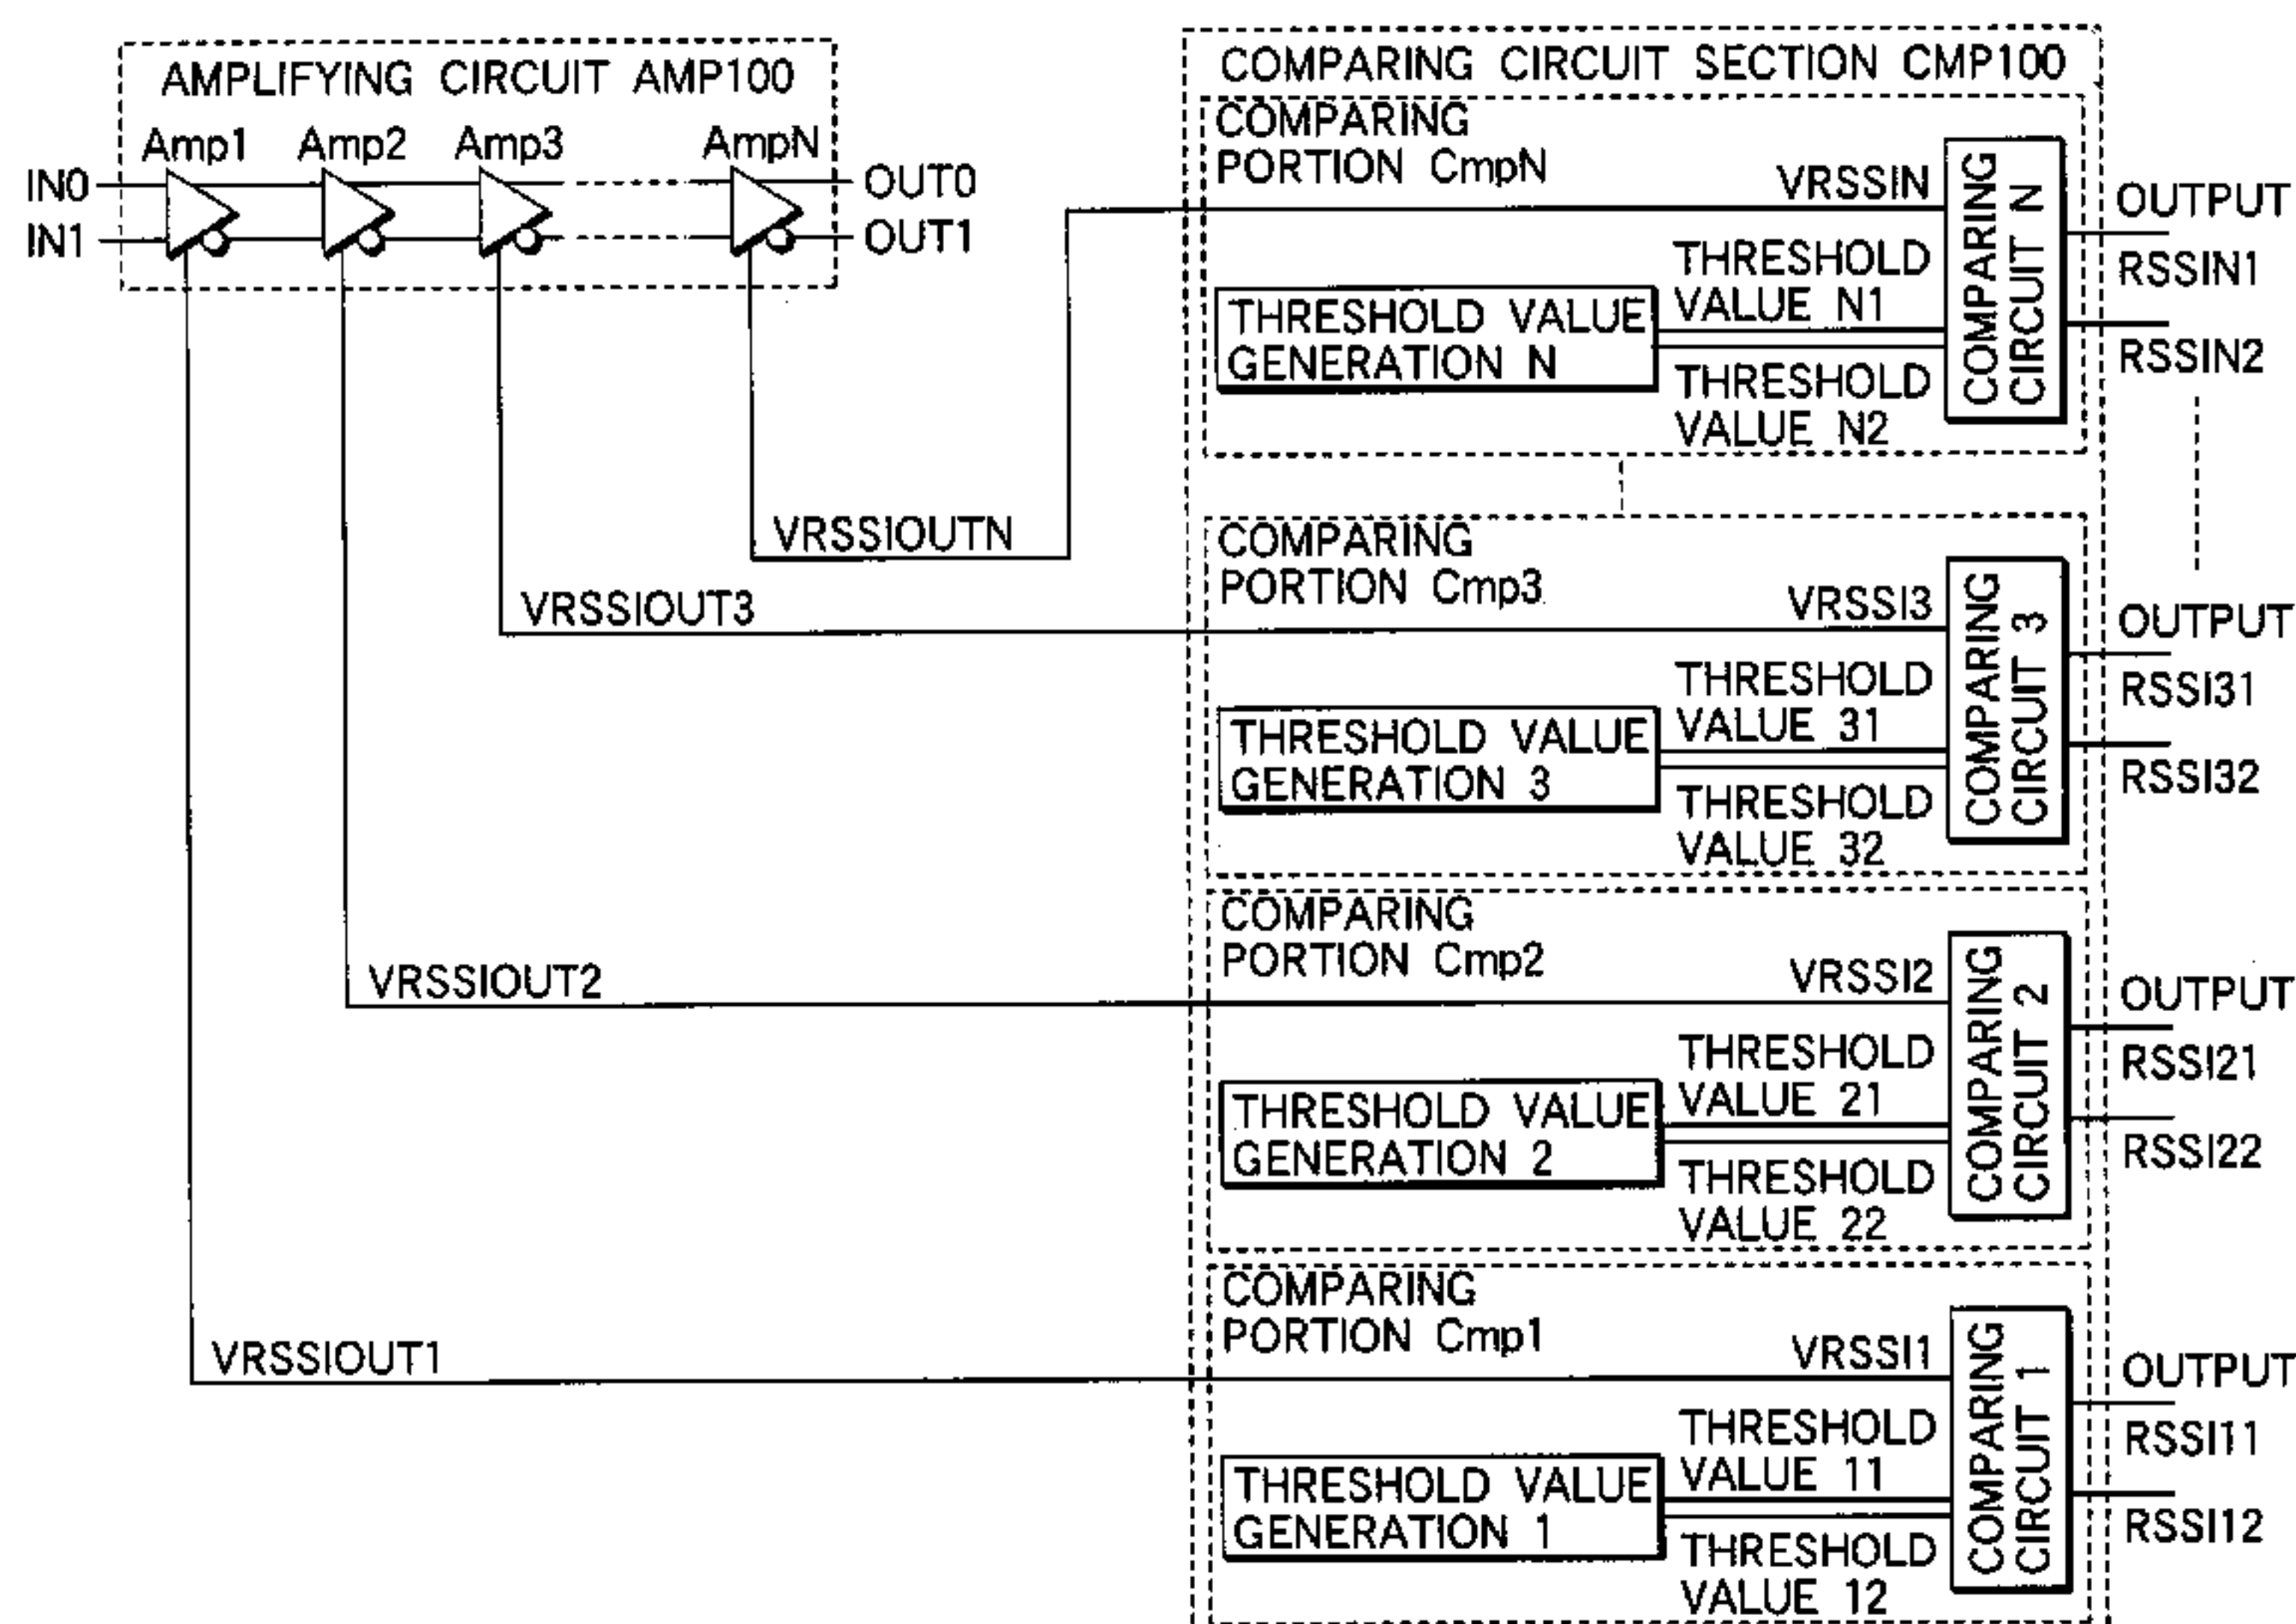 AMPLIFYING CIRCUIT AMP100
Amp1
Amp2
Amp3
AmpN
IN0
IN1
OUT0
OUT1
VRSSIOUTN
VRSSIOUT3
VRSSIOUT2
VRSSIOUT1
COMPARING CIRCUIT SECTION CMP100
COMPARING
PORTION CmpN
VRSSIN
THRESHOLD
VALUE N1
THRESHOLD VALUE
GENERATION N
THRESHOLD
VALUE N2
COMPARING
CIRCUIT N
OUTPUT
RSSIN1
RSSIN2
COMPARING
PORTION Cmp3
VRSSI3
THRESHOLD
VALUE 31
THRESHOLD VALUE
GENERATION 3
THRESHOLD
VALUE 32
COMPARING
CIRCUIT 3
OUTPUT
RSSI31
RSSI32
COMPARING
PORTION Cmp2
VRSSI2
THRESHOLD
VALUE 21
THRESHOLD VALUE
GENERATION 2
THRESHOLD
VALUE 22
COMPARING
CIRCUIT 2
OUTPUT
RSSI21
RSSI22
COMPARING
PORTION Cmp1
VRSSI1
THRESHOLD
VALUE 11
THRESHOLD VALUE
GENERATION 1
THRESHOLD
VALUE 12
COMPARING
CIRCUIT 1
OUTPUT
RSSI11
RSSI12